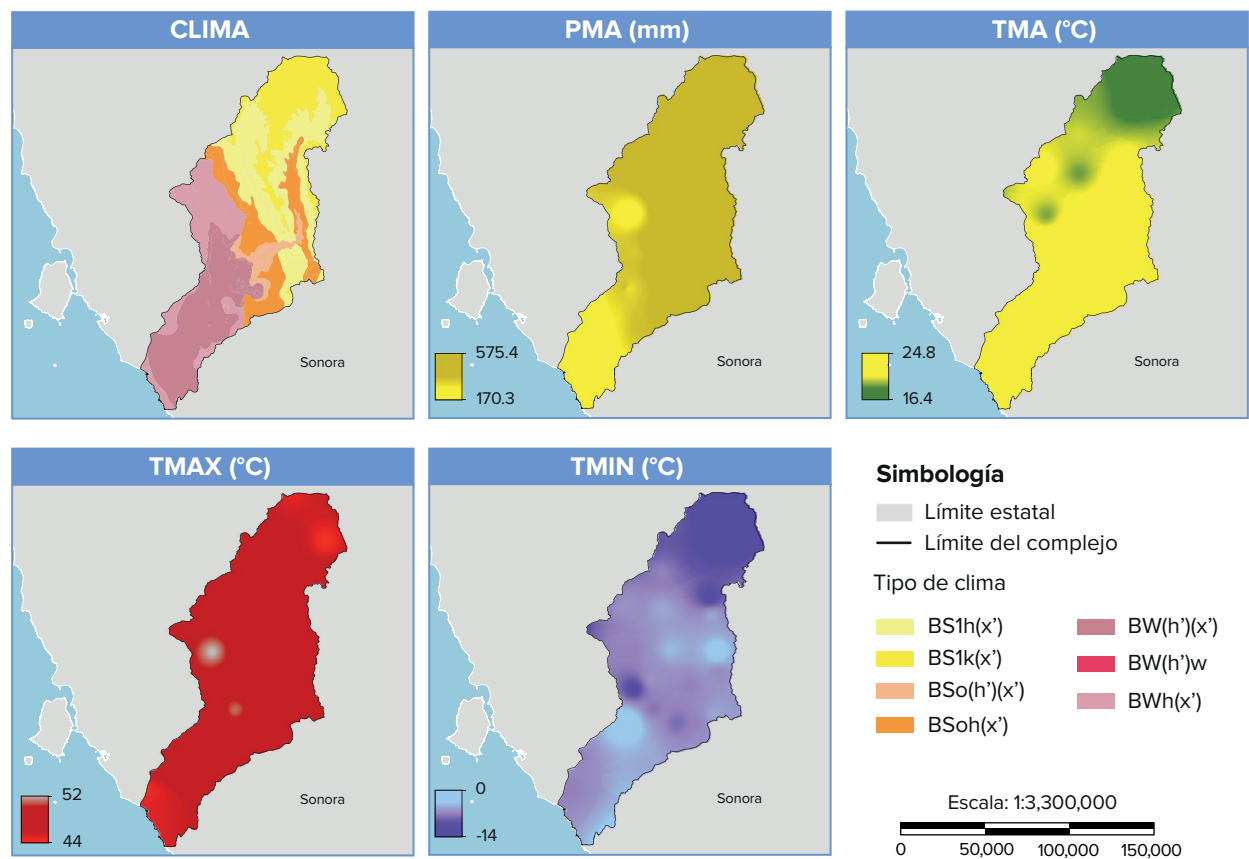 CLIMA
PMA (mm)
TMA (°C)
Sonora
575.4
170.3
Sonora
24.8
16.4
Sonora
TMAX (°C)
TMIN (°C)
52
44
Sonora
0
-14
Sonora
Simbología
Límite estatal
Límite del complejo
Tipo de clima
BS1h(x’)
BS1k(x’)
BSo(h’)(x’)
BSoh(x’)
BW(h’)(x’)
BW(h’)w
BWh(x’)
Escala: 1:3,300,000
0 50,000 100,000 150,000